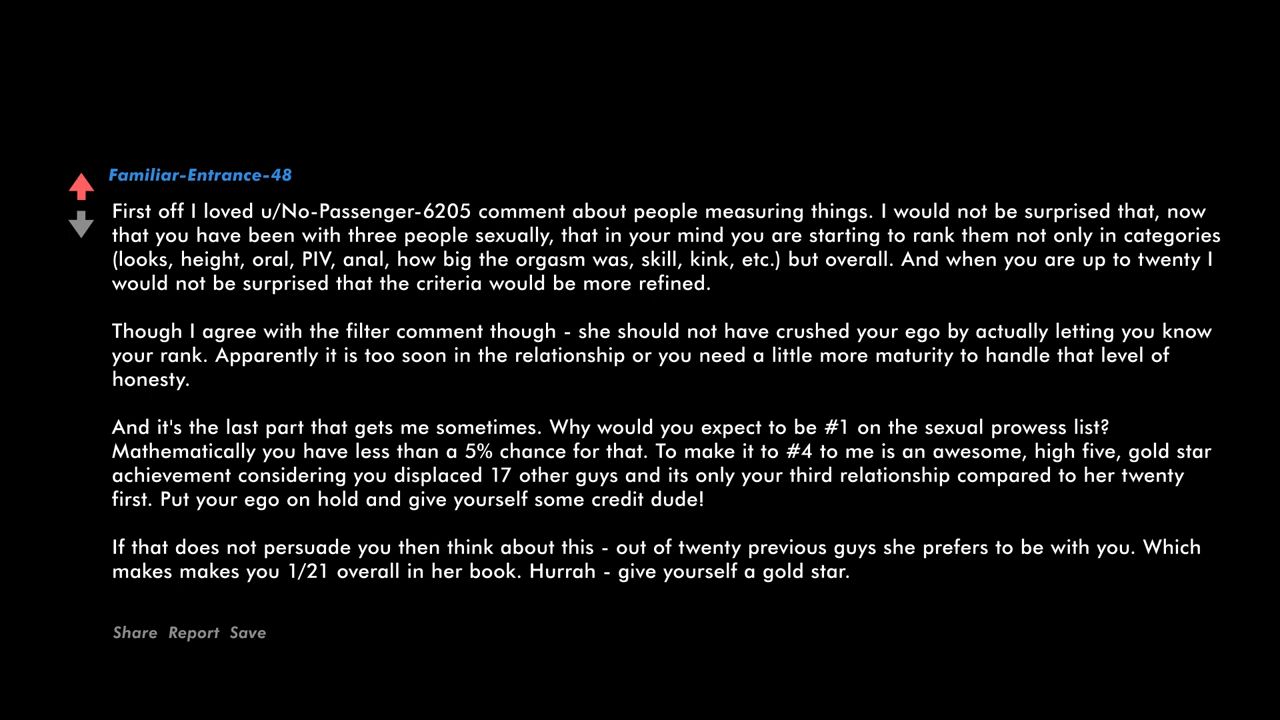 Familiar-Entrance-48
First off I loved u/No-Passenger-6205 comment about people measuring things. I would not be surprised that, now
that you have been with three people sexually, that in your mind you are starting to rank them not only in categories
(looks, height, oral, PIV, anal, how big the orgasm was, skill, kink, etc.) but overall. And when you are up to twenty I
would not be surprised that the criteria would be more refined.
Though I agree with the filter comment though - she should not have crushed your ego by actually letting you know
your rank. Apparently it is too soon in the relationship or you need a little more maturity to handle that level of
honesty.
And it's the last part that gets me sometimes. Why would you expect to be #1 on the sexual prowess list?
Mathematically you have less than a 5% chance for that. To make it to #4 to me is an awesome, high five, gold star
achievement considering you displaced 17 other guys and its only your third relationship compared to her twenty
first. Put your ego on hold and give yourself some credit dude!
If that does not persuade you then think about this - out of twenty previous guys she prefers to be with you. Which
makes makes you 1/21 overall in her book. Hurrah - give yourself a gold star.
Share Report Save